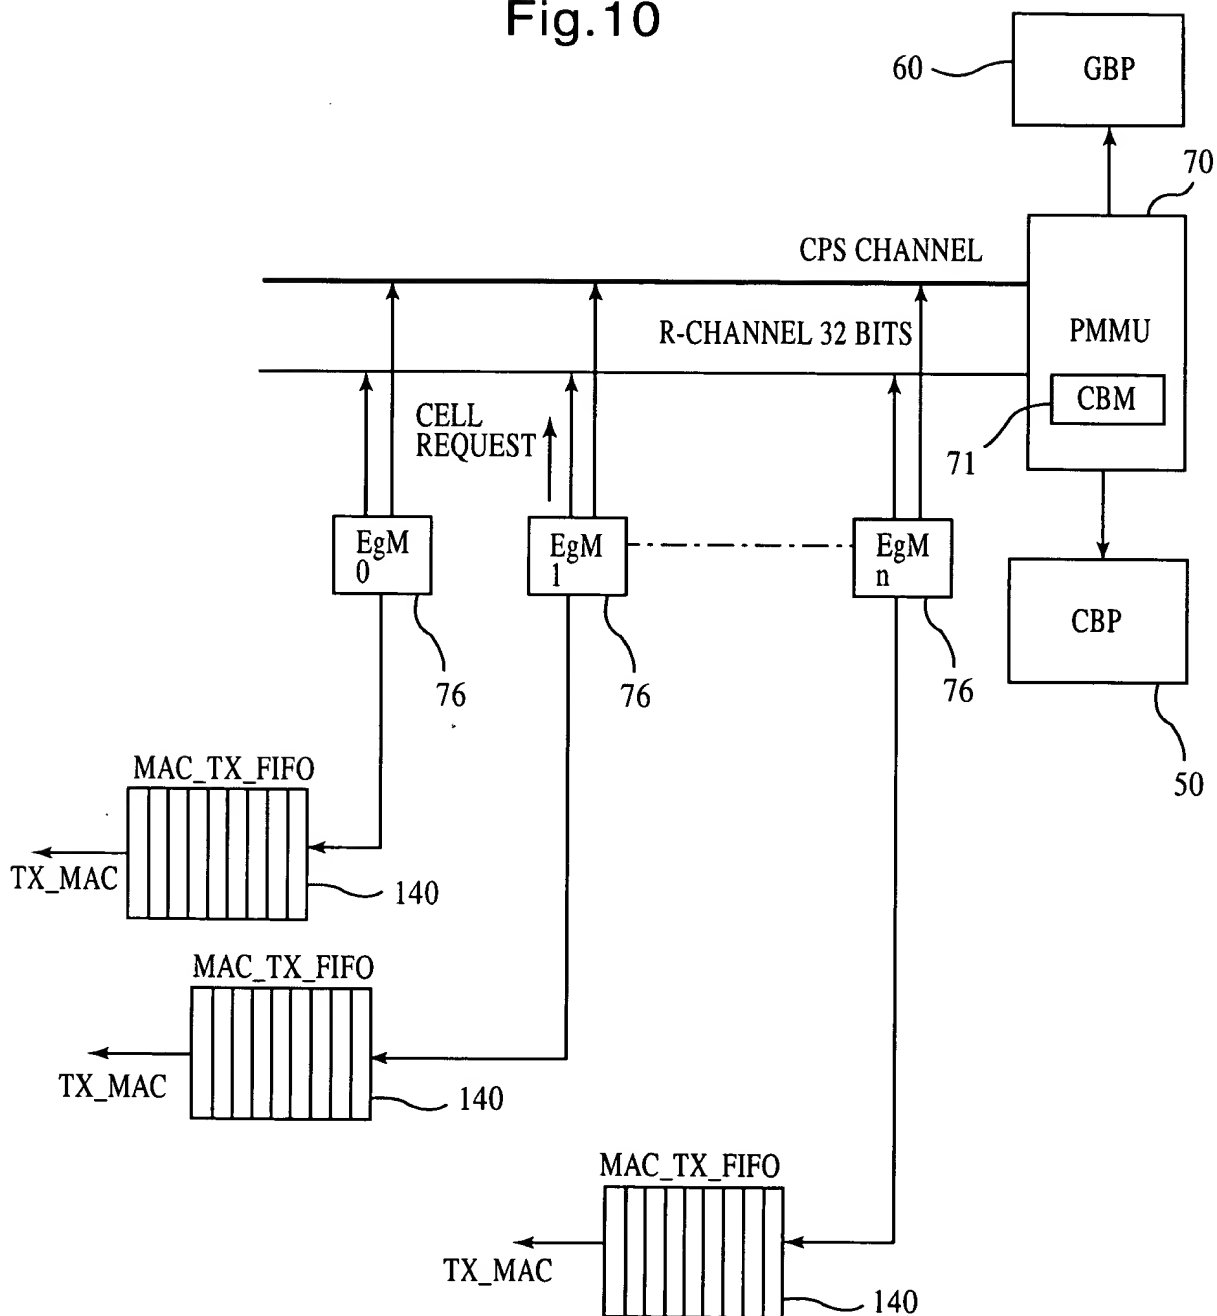 Fig.10
60
GBP
70
CPS CHANNEL
R-CHANNEL 32 BITS
PMMU
CBM
71
CELL
REQUEST
EgM
0
EgM
1
EgM
n
CBP
76
76
76
50
MAC_TX_FIFO
TX_MAC
140
MAC_TX_FIFO
TX_MAC
140
MAC_TX_FIFO
TX_MAC
140